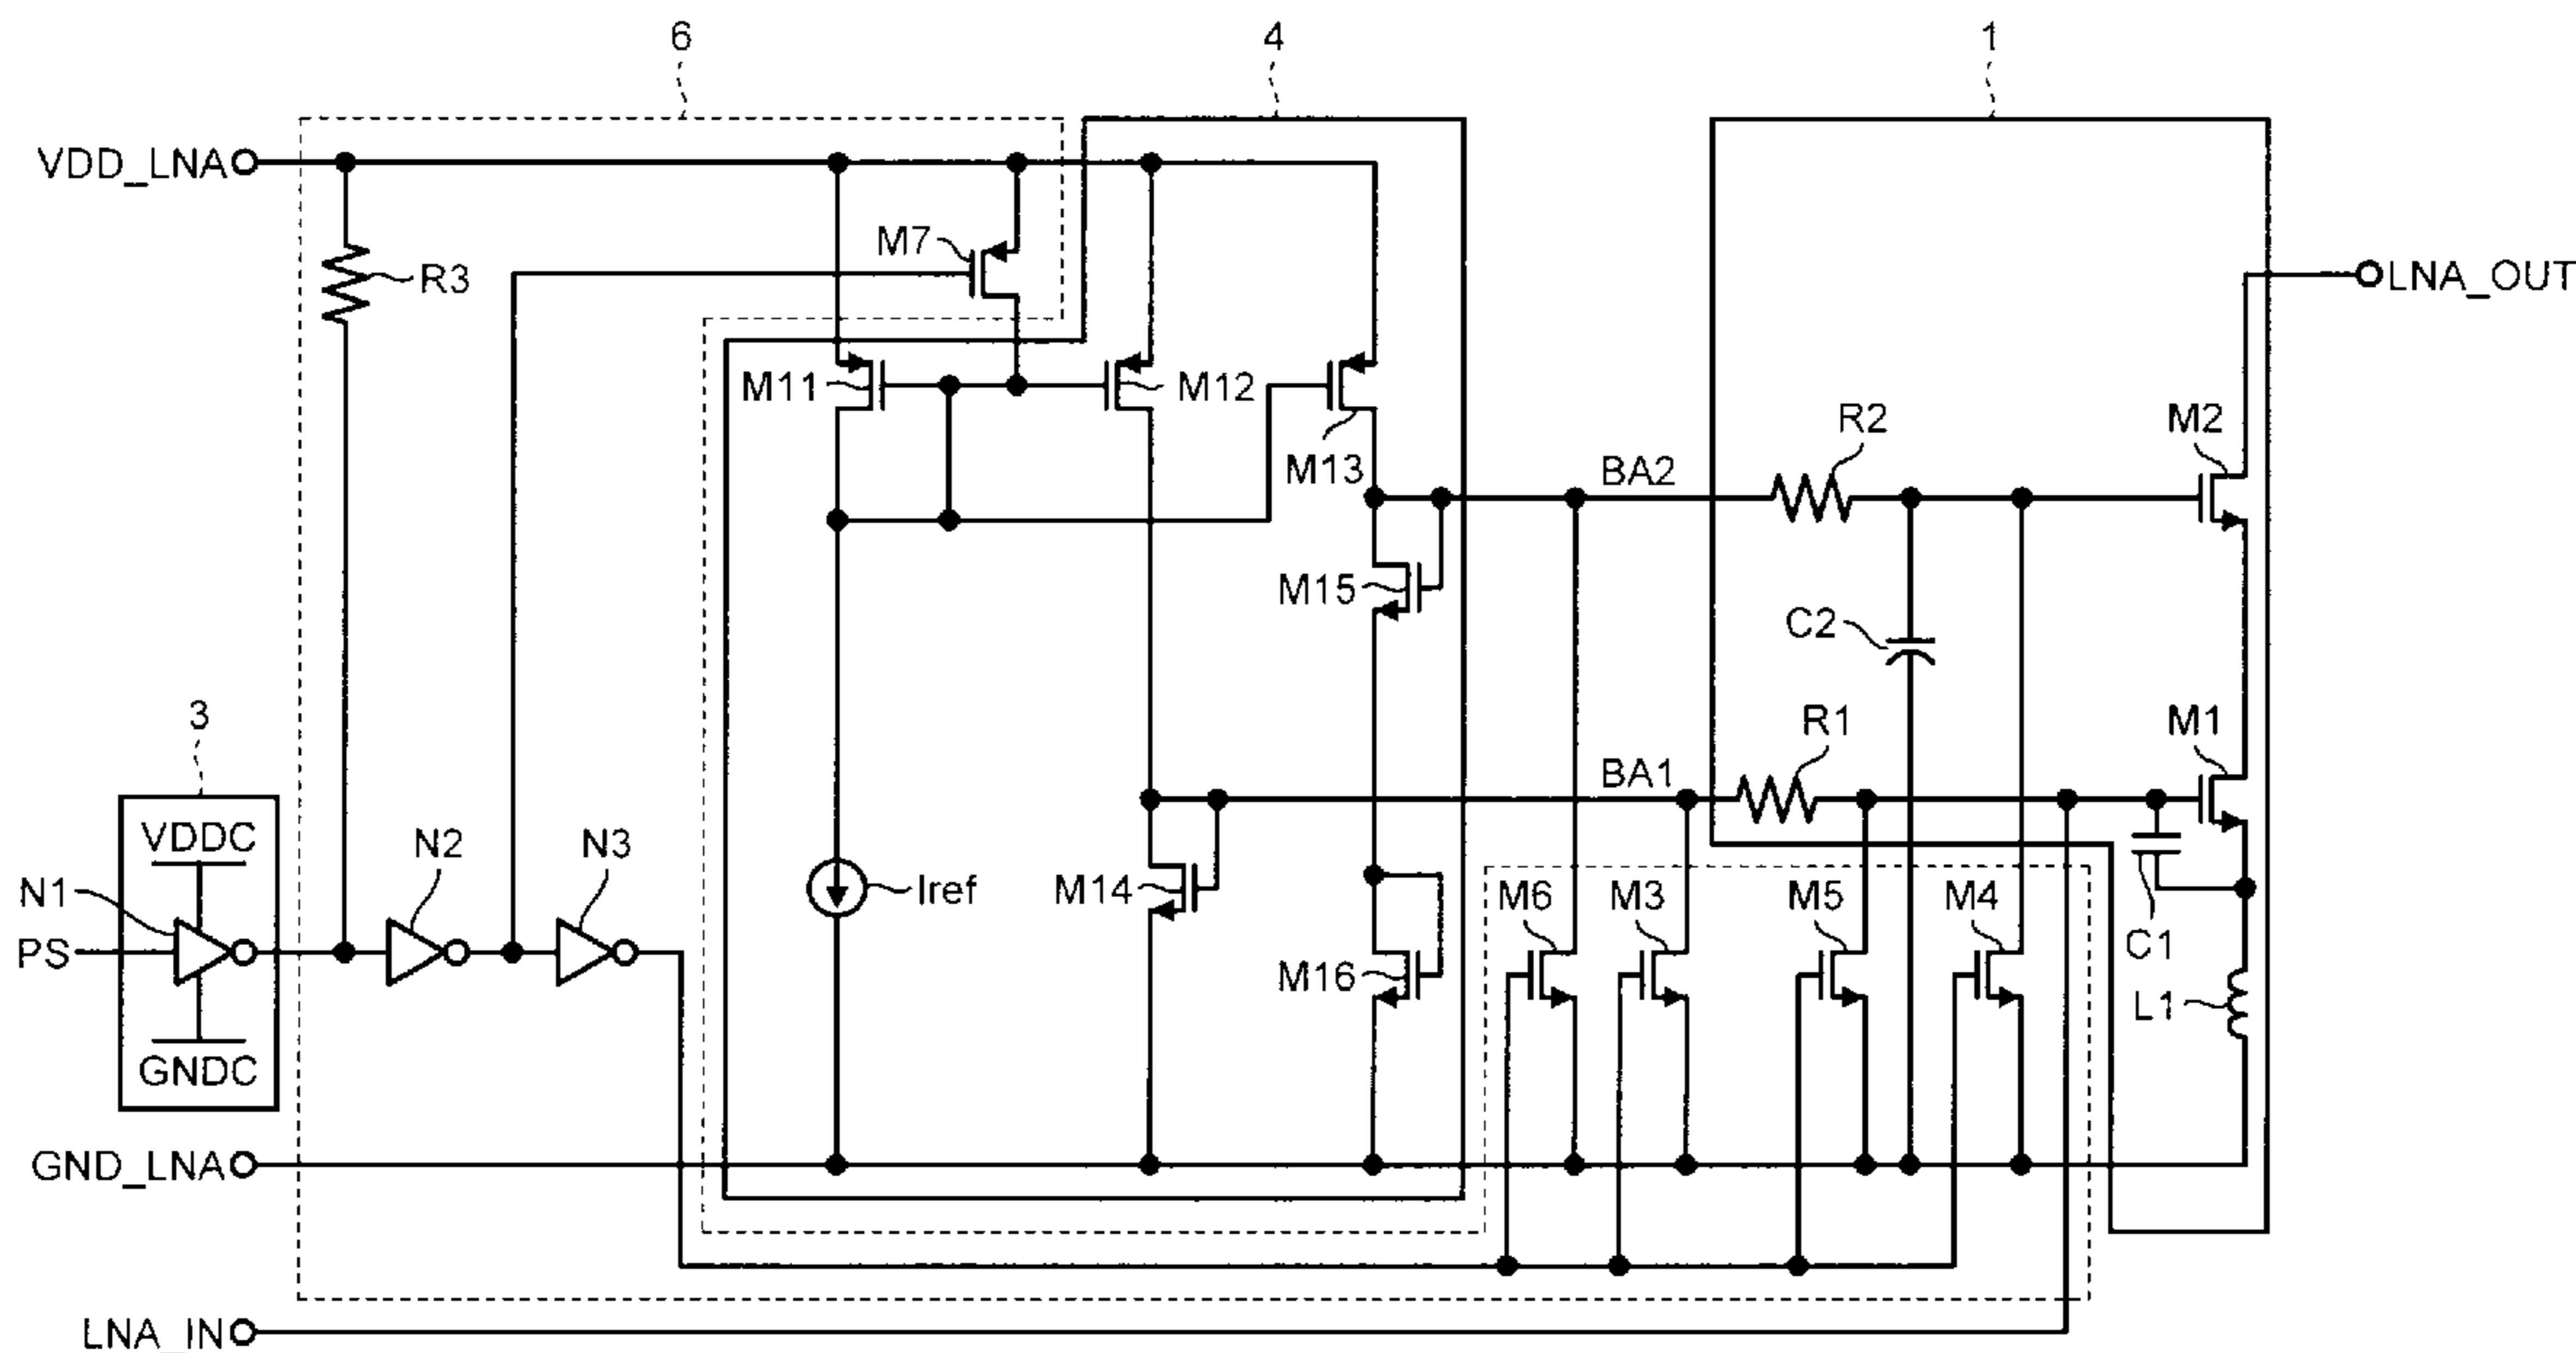 6
4
1
VDD_LNA
M7
R3
LNA_OUT
M11
M12
M13
R2
M2
BA2
M15
C2
3
R1
M1
BA1
VDDC
N2
N3
N1
Iref
M14
M6
M3
M5
M4
PS
C1
M16
L1
GNDC
GND_LNA
LNA_IN